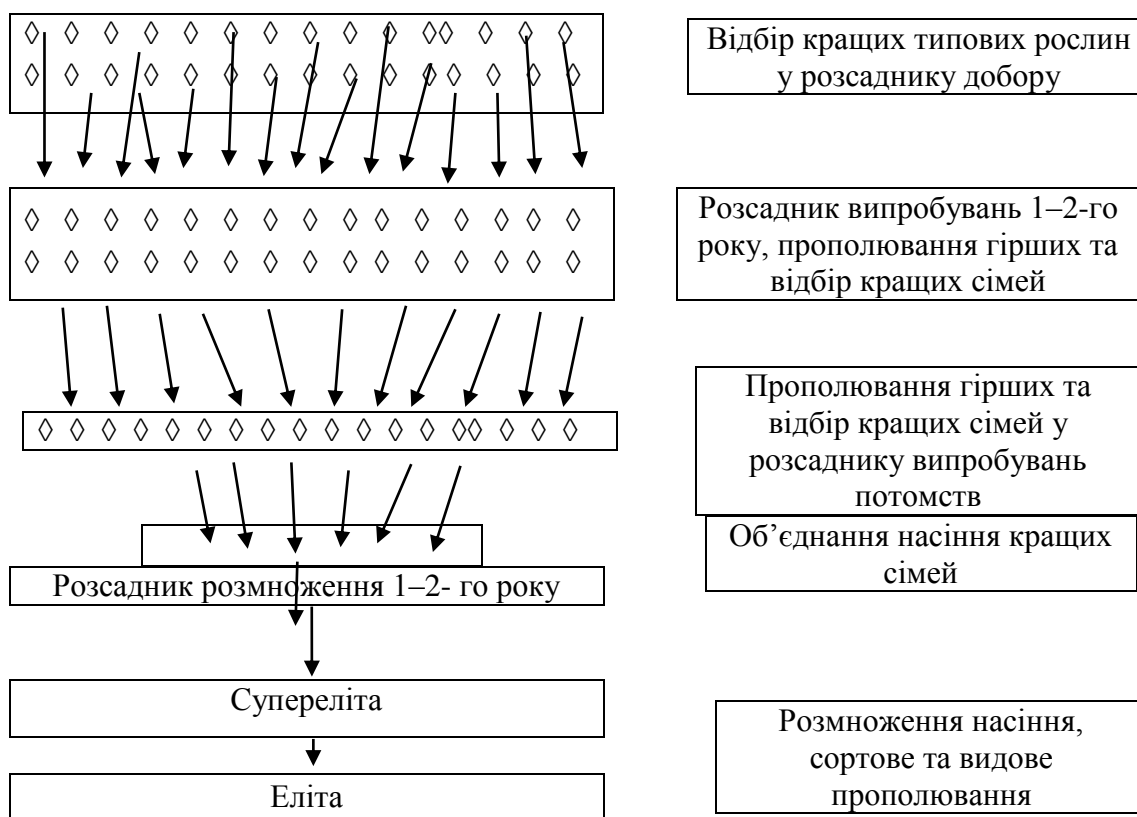 Відбір кращих типових рослин
у розсаднику добору
Розсадник випробувань 1–2-го
року, прополювання гірших та
відбір кращих сімей
Прополювання гірших та
відбір кращих сімей у
розсаднику випробувань
потомств
Об’єднання насіння кращих
сімей
Розсадник розмноження 1–2- го року
Супереліта
Розмноження насіння,
сортове та видове
прополювання
Еліта